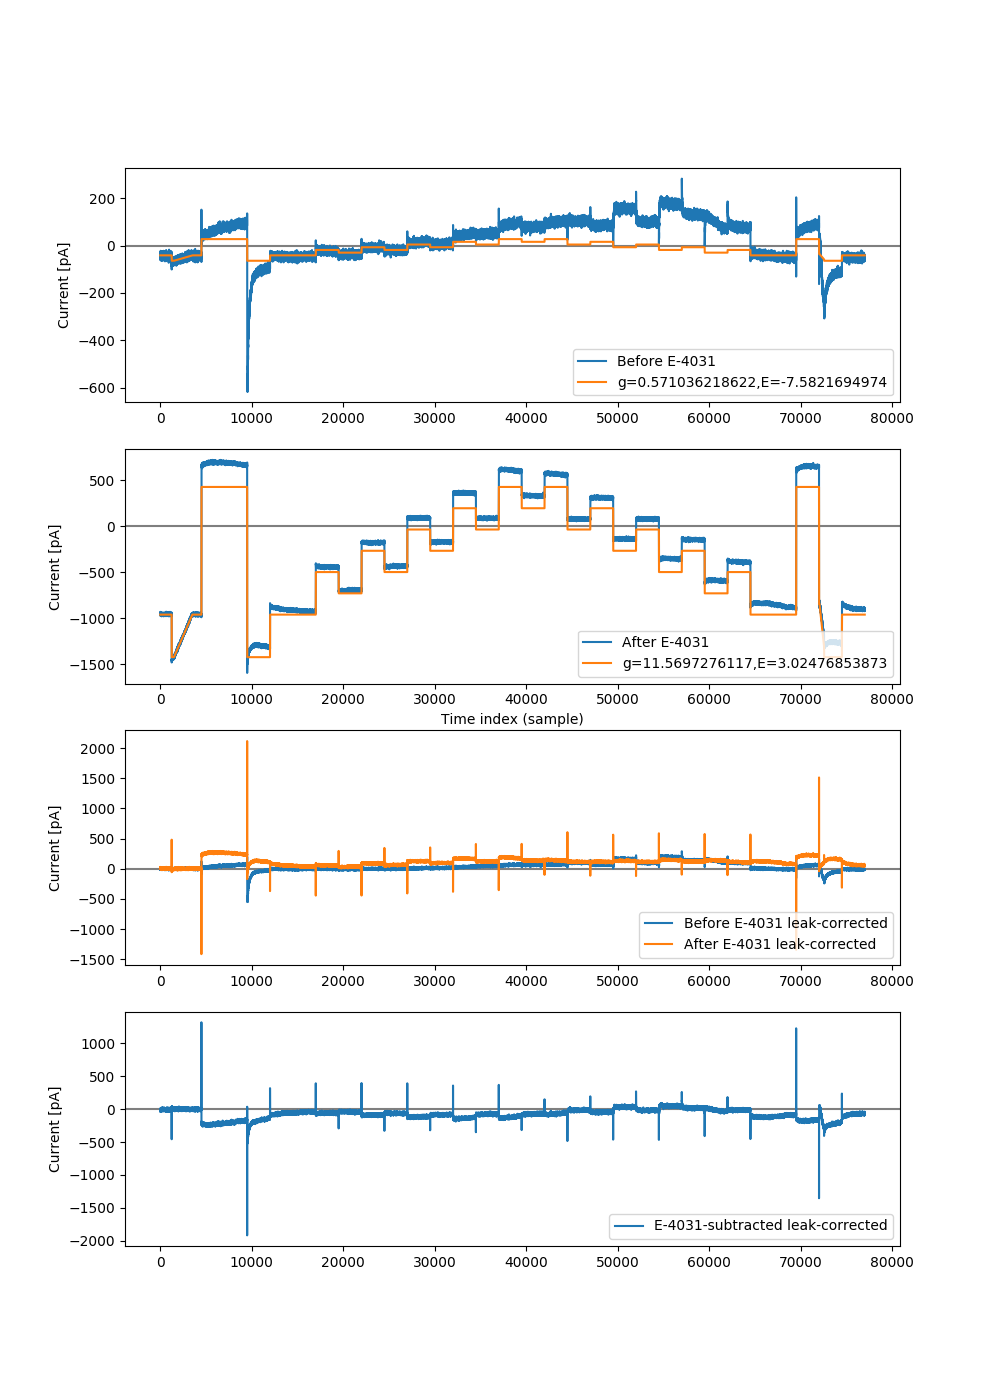 200
0
−200
−400
−600
Current [pA]
Before E-4031
g=0.571036218622,E=-7.5821694974
0 10000 20000 30000 40000 50000 60000 70000 80000
500
0
−500
−1000
−1500
Current [pA]
After E-4031
g=11.5697276117,E=3.02476853873
0 10000 20000 30000 40000 50000 60000 70000 80000
Time index (sample)
2000
1500
1000
500
0
−500
−1000
−1500
Current [pA]
Before E-4031 leak-corrected
After E-4031 leak-corrected
0 10000 20000 30000 40000 50000 60000 70000 80000
1000
500
0
−500
−1000
−1500
−2000
Current [pA]
E-4031-subtracted leak-corrected
0 10000 20000 30000 40000 50000 60000 70000 80000